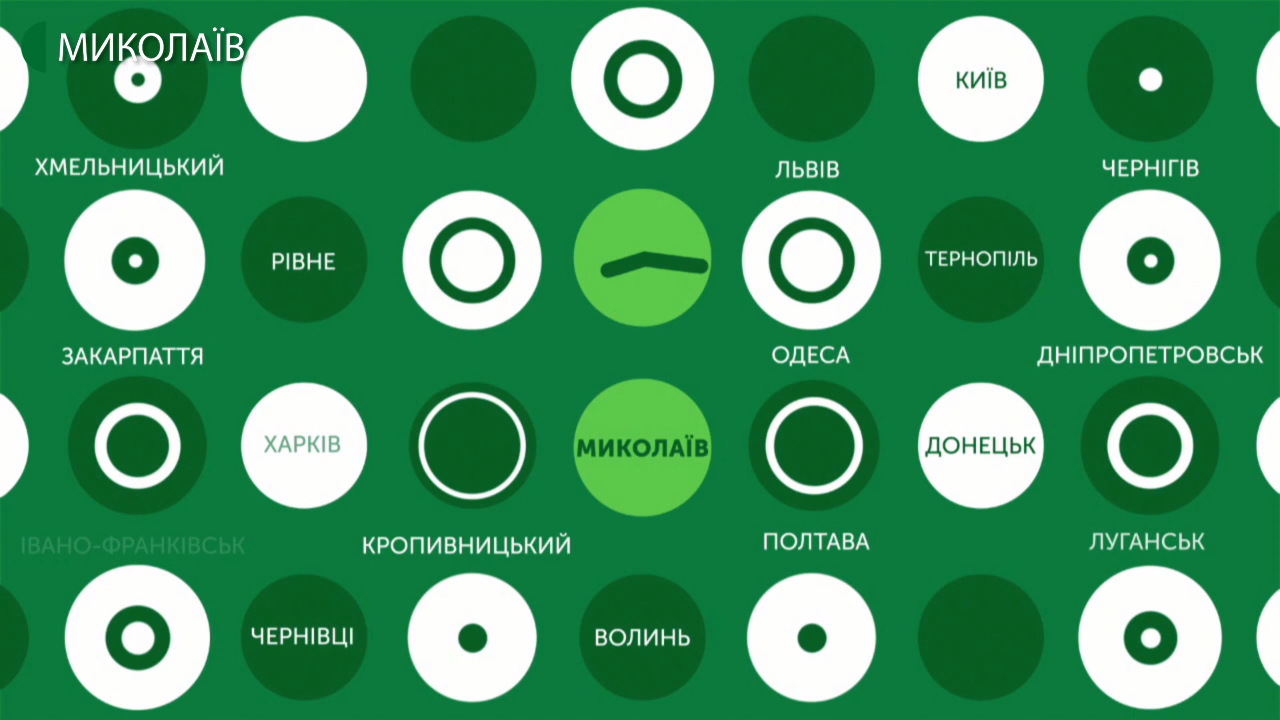 МИКОЛАЇВ
КИЇВ
ХМЕЛЬНИЦЬКИЙ
ЛЬВІВ
ЧЕРНІГІВ
РІВНЕ
ТЕРНОПІЛЬ
ЗАКАРПАТТЯ
ОДЕСА
ДНІПРОПЕТРОВСЬК
ХАРКІВ
МИКОЛАЇВ
ДОНЕЦЬК
ІВАНО-ФРАНКІВСЬК
КРОПИВНИЦЬКИЙ
ПОЛТАВА
ЛУГАНСЬК
ЧЕРНІВЦІ
ВОЛИНЬ